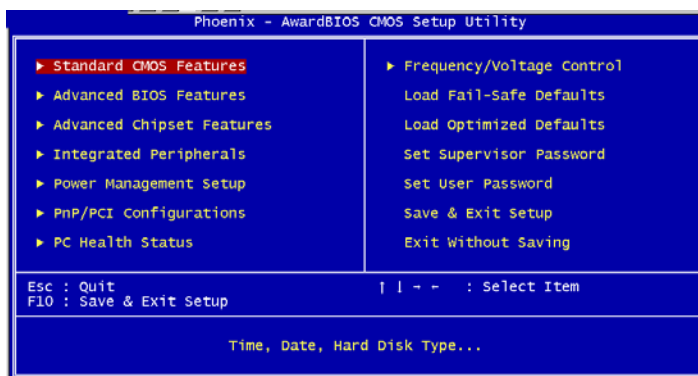 Phoenix - AwardBIOS CMOS Setup Utility
► Standard CMOS Features
► Advanced BIOS Features
► Advanced Chipset Features
► Integrated Peripherals
► Power Management Setup
► PnP/PCI Configurations
► PC Health Status
► Frequency/Voltage Control
Load Fail-Safe Defaults
Load Optimized Defaults
Set Supervisor Password
Set User Password
Save & Exit Setup
Exit Without Saving
Esc : Quit
F10 : Save & Exit Setup
↑ ↓ → ← : Select Item
Time, Date, Hard Disk Type...